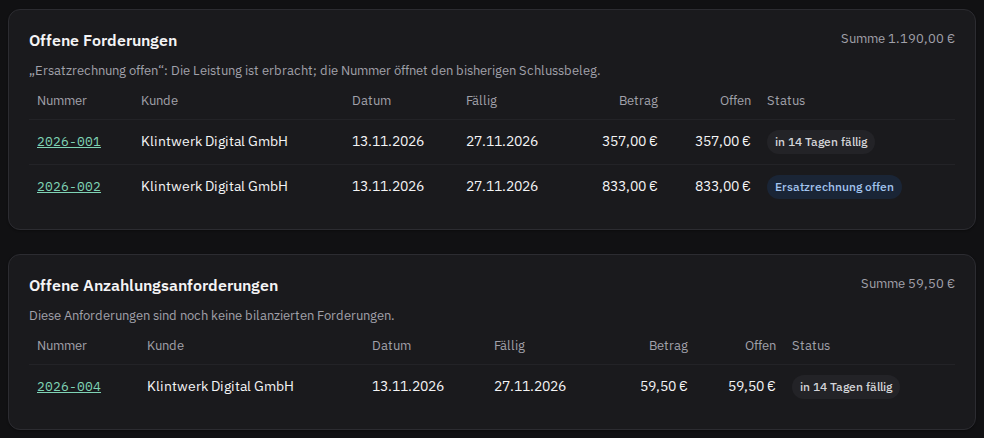 Offene Forderungen Summe 1.190,00 €
„Ersatzrechnung offen“: Die Leistung ist erbracht; die Nummer öffnet den bisherigen Schlussbeleg.
Nummer Kunde Datum Fällig Betrag Offen Status
2026-001 Klintwerk Digital GmbH 13.11.2026 27.11.2026 357,00 € 357,00 € in 14 Tagen fällig
2026-002 Klintwerk Digital GmbH 13.11.2026 27.11.2026 833,00 € 833,00 € Ersatzrechnung offen
Offene Anzahlungsanforderungen Summe 59,50 €
Diese Anforderungen sind noch keine bilanzierten Forderungen.
Nummer Kunde Datum Fällig Betrag Offen Status
2026-004 Klintwerk Digital GmbH 13.11.2026 27.11.2026 59,50 € 59,50 € in 14 Tagen fällig